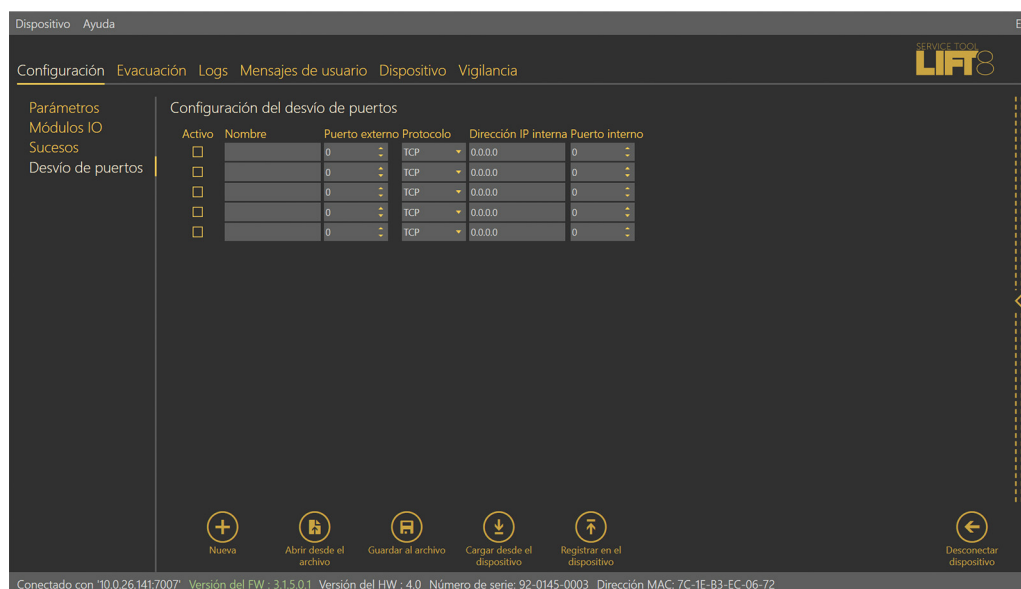 Dispositivo Ayuda E
SERVICE TOOL
LIFT8
Configuración Evacuación Logs Mensajes de usuario Dispositivo Vigilancia
Parámetros
Módulos IO
Sucesos
Desvío de puertos
Configuración del desvío de puertos
Activo Nombre Puerto externo Protocolo Dirección IP interna Puerto interno
0 TCP 0.0.0.0 0
0 TCP 0.0.0.0 0
0 TCP 0.0.0.0 0
0 TCP 0.0.0.0 0
0 TCP 0.0.0.0 0
Nueva
Abrir desde el
archivo
Guardar al archivo
Cargar desde el
dispositivo
Registrar en el
dispositivo
Desconectar
dispositivo
Conectado con '10.0.26.141:7007' Versión del FW : 3.1.5.0.1 Versión del HW : 4.0 Número de serie: 92-0145-0003 Dirección MAC: 7C-1E-B3-EC-06-72